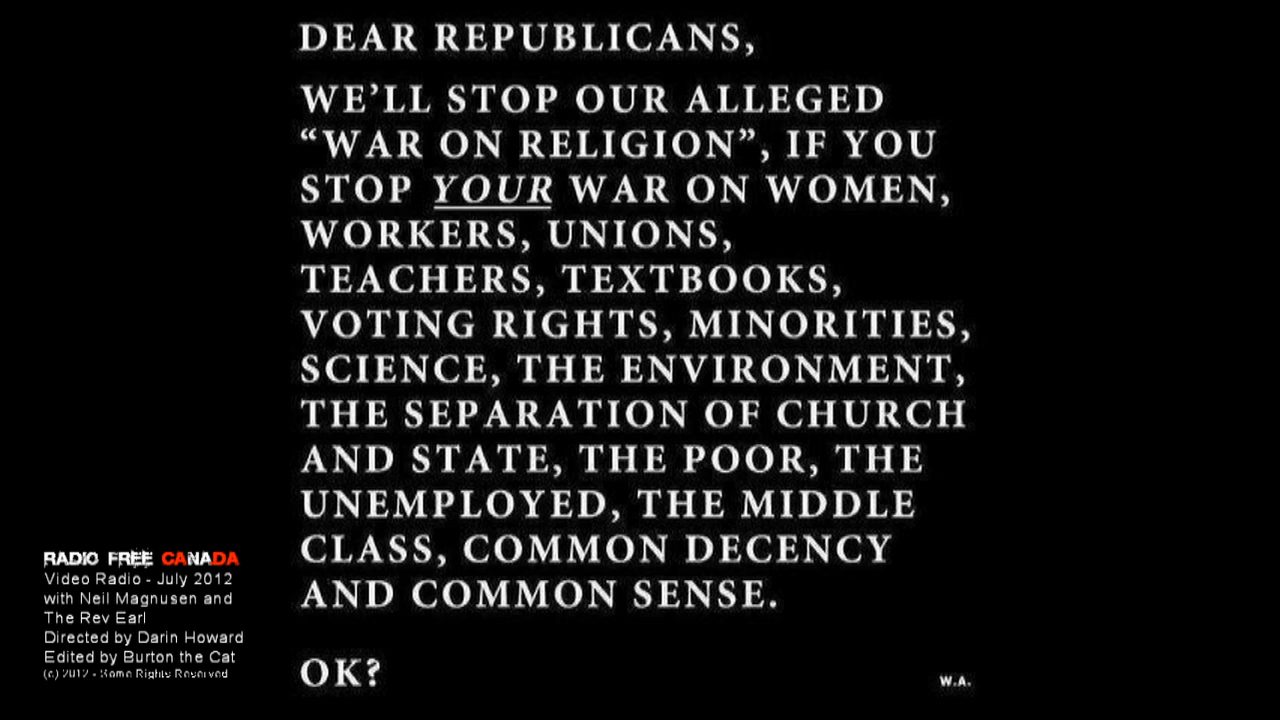 DEAR REPUBLICANS,
WE’LL STOP OUR ALLEGED
“WAR ON RELIGION”, IF YOU
STOP YOUR WAR ON WOMEN,
WORKERS, UNIONS,
TEACHERS, TEXTBOOKS,
VOTING RIGHTS, MINORITIES,
SCIENCE, THE ENVIRONMENT,
THE SEPARATION OF CHURCH
AND STATE, THE POOR, THE
UNEMPLOYED, THE MIDDLE
CLASS, COMMON DECENCY
AND COMMON SENSE.
OK?
W.A.
RADIO FREE CANADA
Video Radio - July 2012
with Neil Magnusen and
The Rev Earl
Directed by Darin Howard
Edited by Burton the Cat
(c) 2012 - Some Rights Reserved